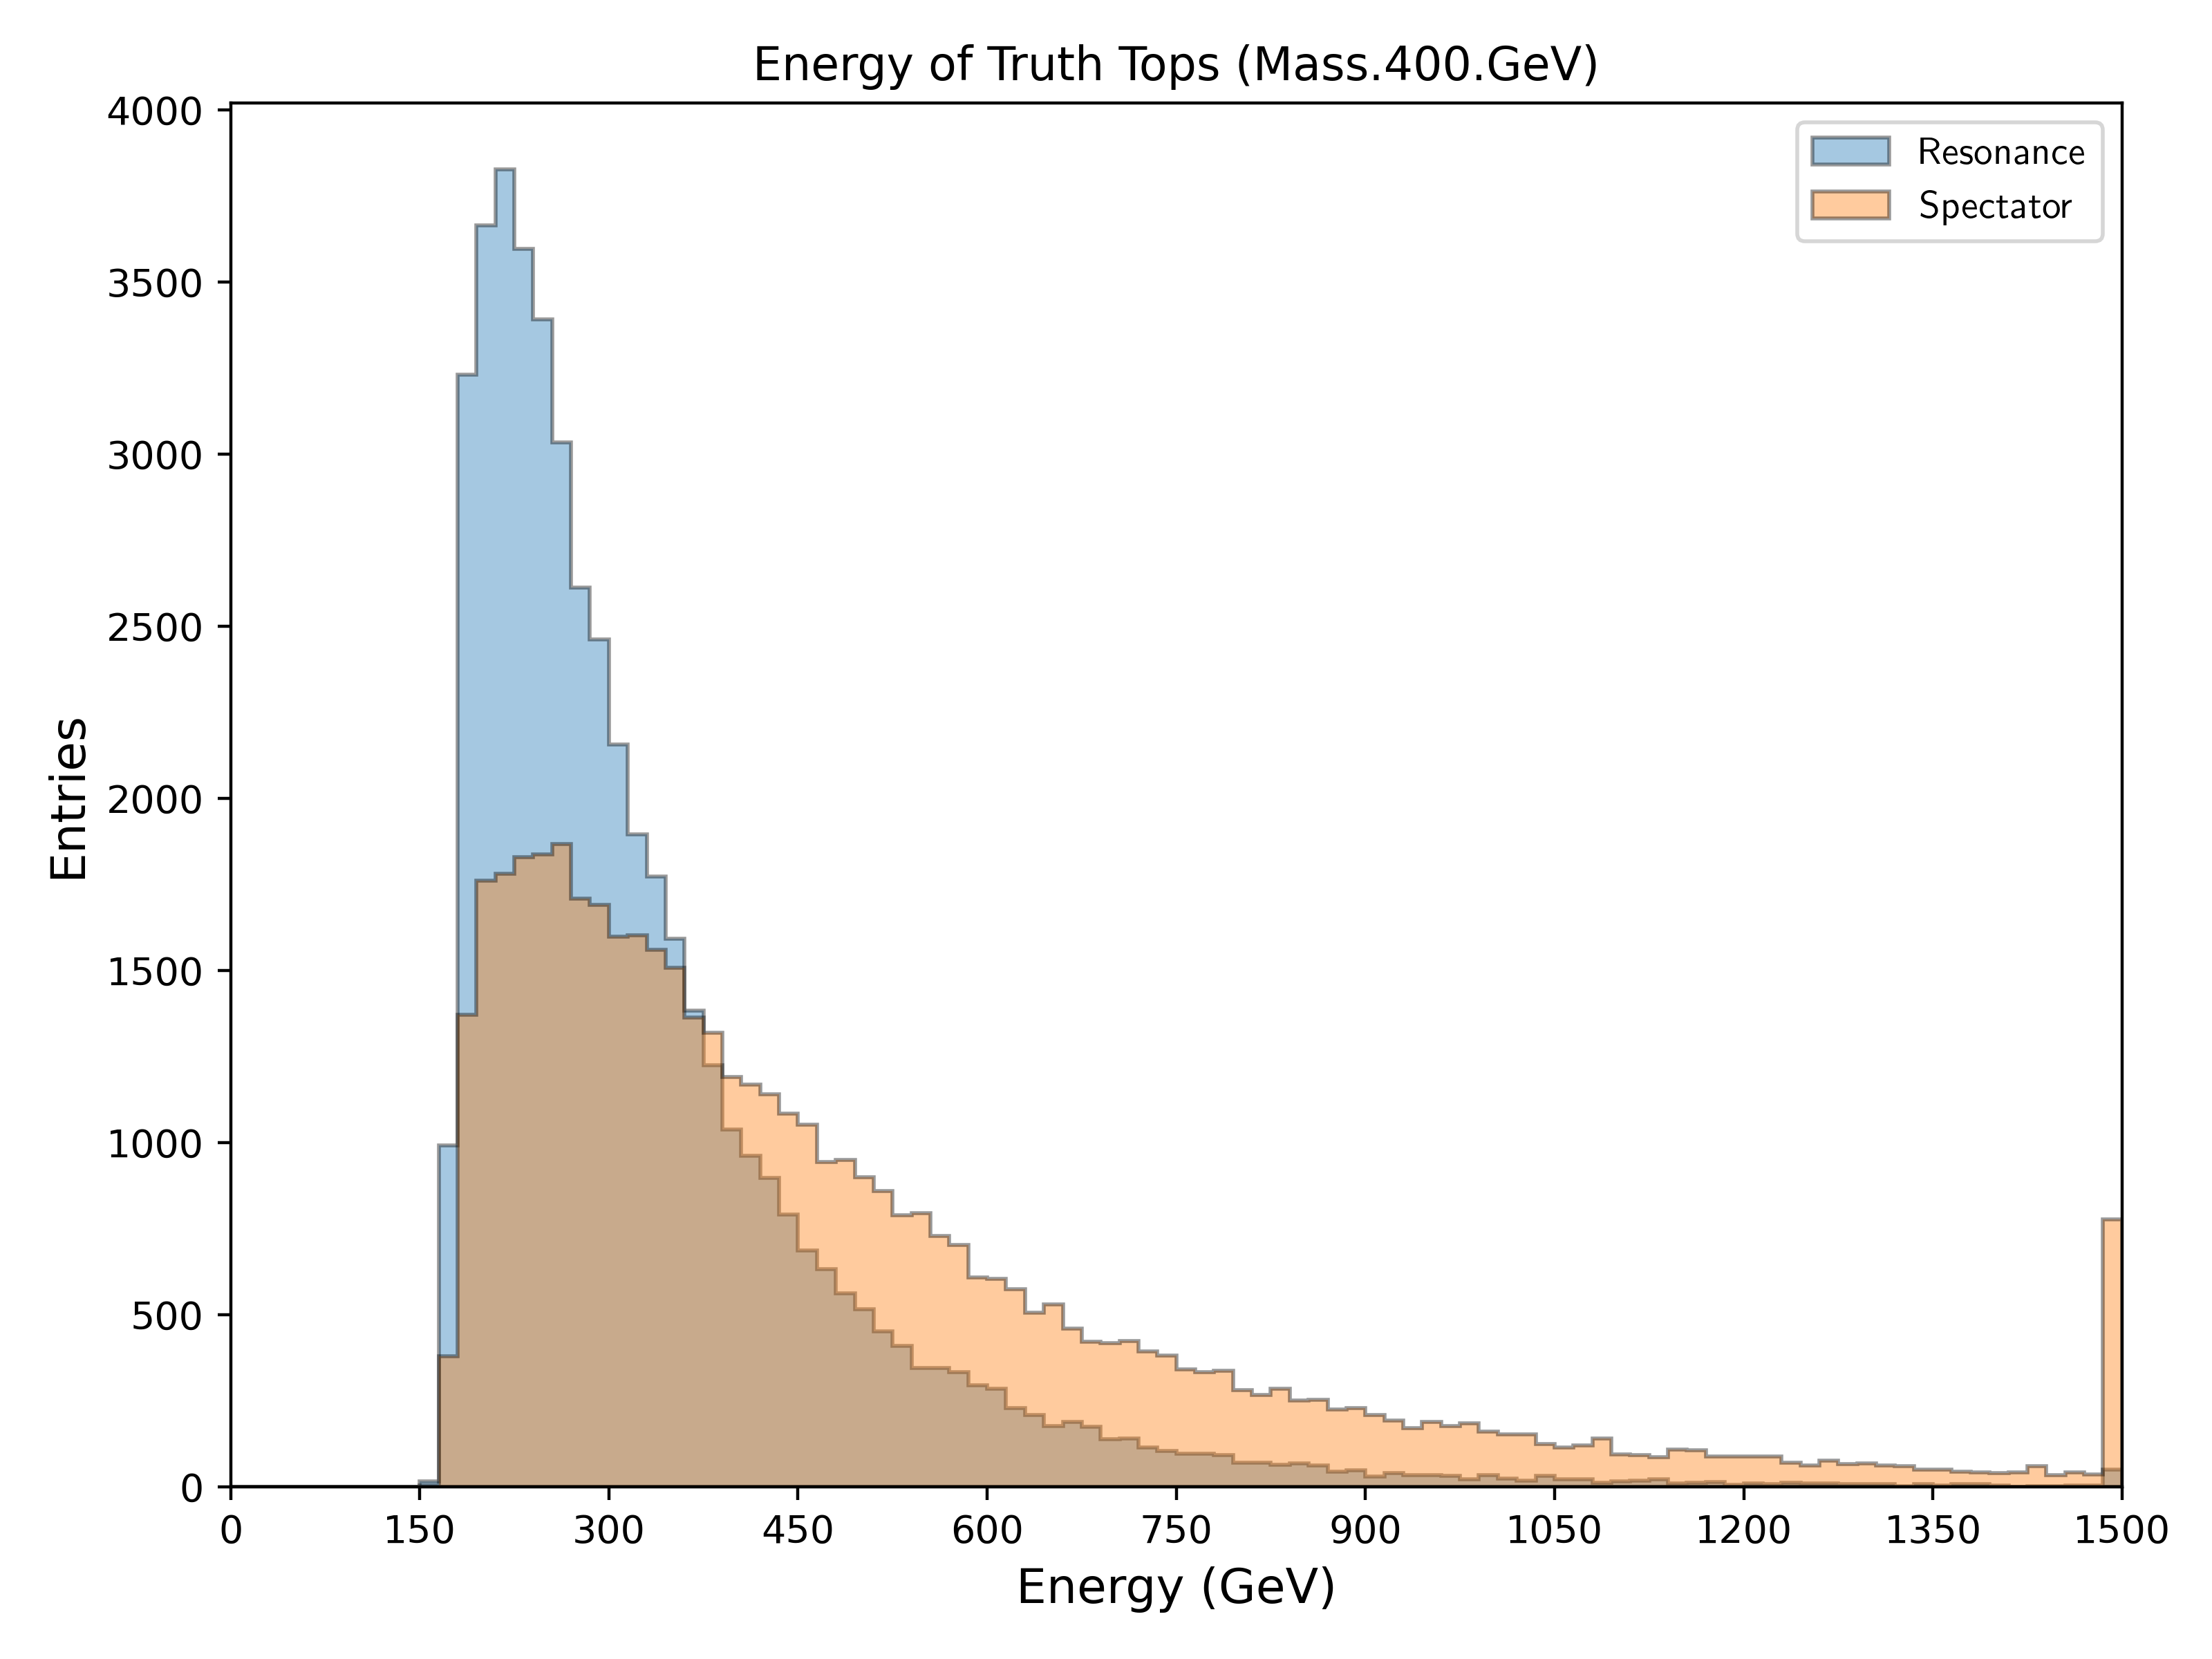 Energy of Truth Tops (Mass.400.GeV)
Resonance
Spectator
4000
3500
3000
2500
2000
1500
1000
500
0
Entries
0 150 300 450 600 750 900 1050 1200 1350 1500
Energy (GeV)